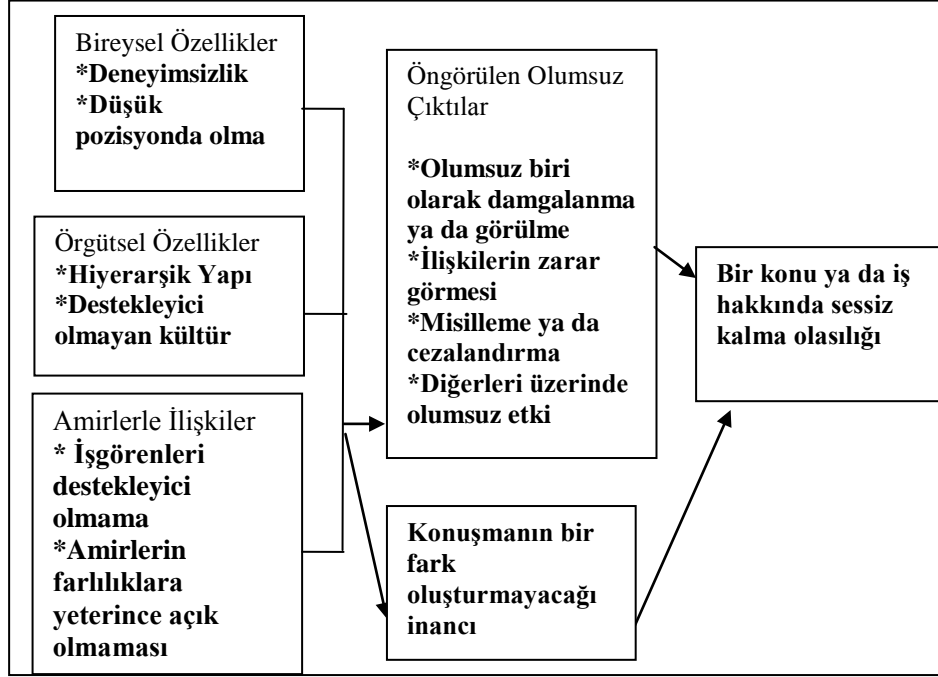 Bireysel Özellikler
*Deneyimsizlik
*Düşük
pozisyonda olma
Örgütsel Özellikler
*Hiyerarşik Yapı
*Destekleyici
olmayan kültür
Amirlerle İlişkiler
* İşgörenleri
destekleyici
olmama
*Amirlerin
farlılıklara
yeterince açık
olmaması
Öngörülen Olumsuz
Çıktılar
*Olumsuz biri
olarak damgalanma
ya da görülme
*İlişkilerin zarar
görmesi
*Misilleme ya da
cezalandırma
*Diğerleri üzerinde
olumsuz etki
Konuşmanın bir
fark
oluşturmayacağı
inancı
Bir konu ya da iş
hakkında sessiz
kalma olasılığı